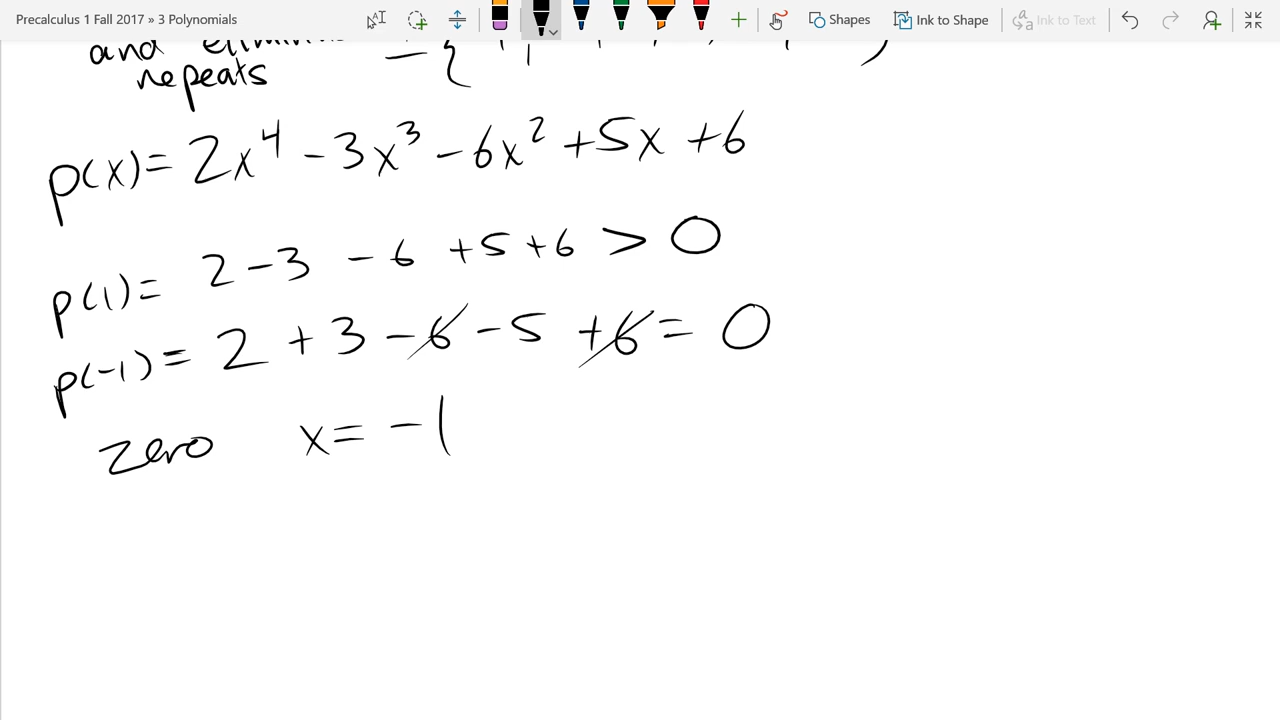 Precalculus 1 Fall 2017 » 3 Polynomials
Shapes
Ink to Shape
Ink to Text
and
repeats
p(x)= 2x⁴ - 3x³ - 6x² + 5x + 6
p(1)= 2 - 3 - 6 + 5 + 6 > 0
p(-1)= 2 + 3 - 6 - 5 + 6 = 0
zero x= -1